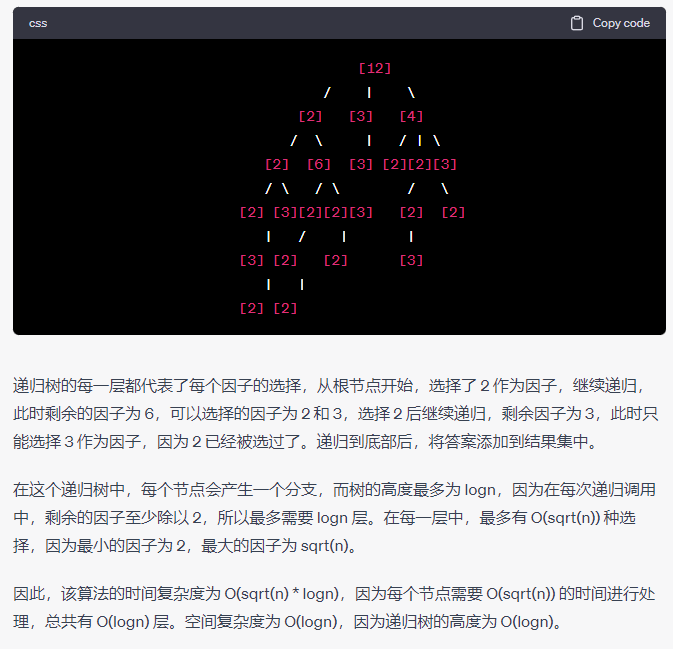 css Copy code
[12]
/ | \
[2] [3] [4]
/ \ | / | \
[2] [6] [3] [2][2][3]
/ \ / \ / \
[2] [3][2][2][3] [2] [2]
| / | |
[3] [2] [2] [3]
| |
[2] [2]
递归树的每一层都代表了每个因子的选择，从根节点开始，选择了 2 作为因子，继续递归，
此时剩余的因子为 6，可以选择的因子为 2 和 3，选择 2 后继续递归，剩余因子为 3，此时只
能选择 3 作为因子，因为 2 已经被选过了。递归到底部后，将答案添加到结果集中。
在这个递归树中，每个节点会产生一个分支，而树的高度最多为 logn，因为在每次递归调用
中，剩余的因子至少除以 2，所以最多需要 logn 层。在每一层中，最多有 O(sqrt(n)) 种选
择，因为最小的因子为 2，最大的因子为 sqrt(n)。
因此，该算法的时间复杂度为 O(sqrt(n) * logn)，因为每个节点需要 O(sqrt(n)) 的时间进行处
理，总共有 O(logn) 层。空间复杂度为 O(logn)，因为递归树的高度为 O(logn)。